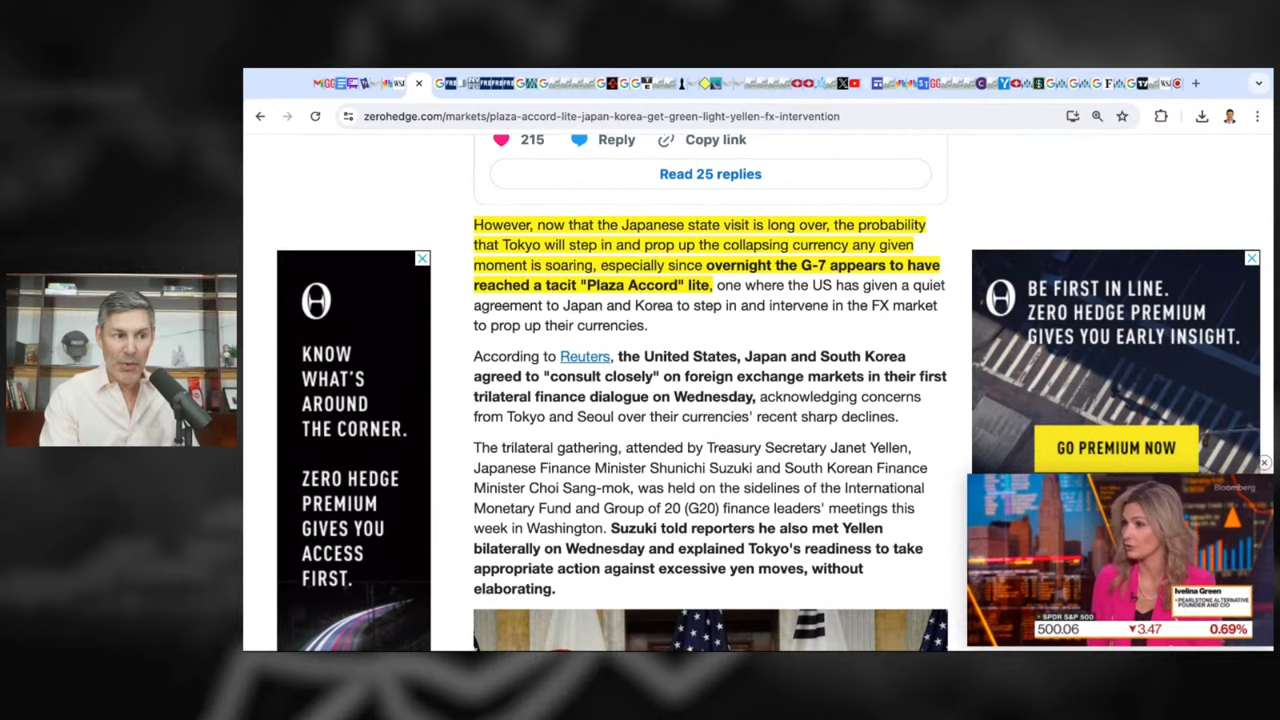 zerohedge.com/markets/plaza-accord-lite-japan-korea-get-green-light-yellen-fx-intervention
215 Reply Copy link
Read 25 replies
However, now that the Japanese state visit is long over, the probability
that Tokyo will step in and prop up the collapsing currency any given
moment is soaring, especially since overnight the G-7 appears to have
reached a tacit "Plaza Accord" lite, one where the US has given a quiet
agreement to Japan and Korea to step in and intervene in the FX market
to prop up their currencies.
According to Reuters, the United States, Japan and South Korea
agreed to "consult closely" on foreign exchange markets in their first
trilateral finance dialogue on Wednesday, acknowledging concerns
from Tokyo and Seoul over their currencies' recent sharp declines.
The trilateral gathering, attended by Treasury Secretary Janet Yellen,
Japanese Finance Minister Shunichi Suzuki and South Korean Finance
Minister Choi Sang-mok, was held on the sidelines of the International
Monetary Fund and Group of 20 (G20) finance leaders' meetings this
week in Washington. Suzuki told reporters he also met Yellen
bilaterally on Wednesday and explained Tokyo's readiness to take
appropriate action against excessive yen moves, without
elaborating.
KNOW
WHAT'S
AROUND
THE CORNER.
ZERO HEDGE
PREMIUM
GIVES YOU
ACCESS
FIRST.
BE FIRST IN LINE.
ZERO HEDGE PREMIUM
GIVES YOU EARLY INSIGHT.
GO PREMIUM NOW
Bloomberg
Ivelina Green
PEARLSTONE ALTERNATIVE
FOUNDER AND CIO
SPDR S&P 500
500.06 3.47 0.69%